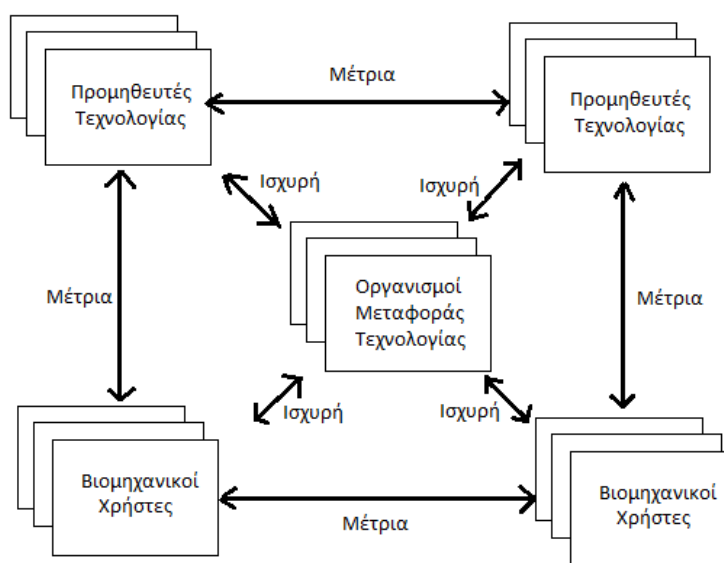 Μέτρια
Προμηθευτές
Τεχνολογίας
Προμηθευτές
Τεχνολογίας
Ισχυρή
Ισχυρή
Μέτρια
Οργανισμοί
Μεταφοράς
Τεχνολογίας
Μέτρια
Ισχυρή
Ισχυρή
Βιομηχανικοί
Χρήστες
Βιομηχανικοί
Χρήστες
Μέτρια